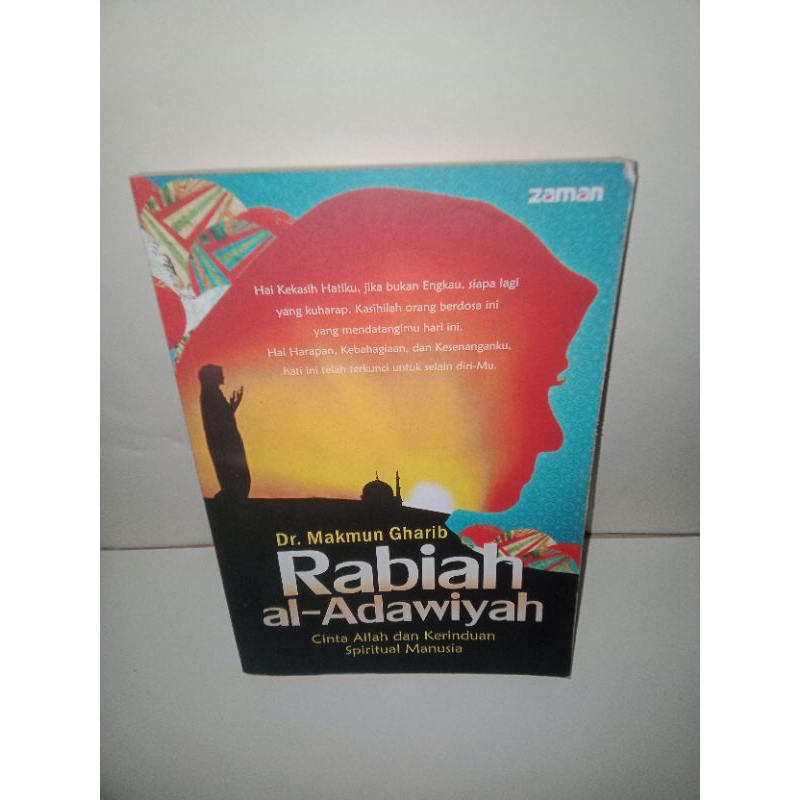 zaman
Hai Kekasih Hatiku, jika bukan Engkau, siapa lagi
yang kuharap. Kasihilah orang berdosa ini
yang mendatangimu hari ini.
Hai Harapan, Kebahagiaan, dan Kesenanganku,
hati ini telah terkunci untuk selain diri-Mu.
Dr. Makmun Gharib
Rabiah
al-Adawiyah
Cinta Allah dan Kerinduan
Spiritual Manusia